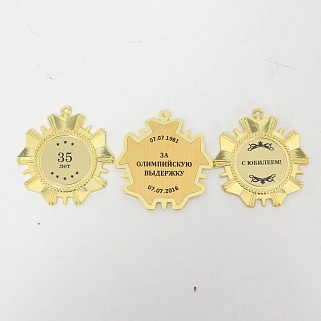 35
лет
07.07.1981
ЗА
ОЛИМПИЙСКУЮ
ВЫДЕРЖКУ
07.07.2016
С ЮБИЛЕЕМ!